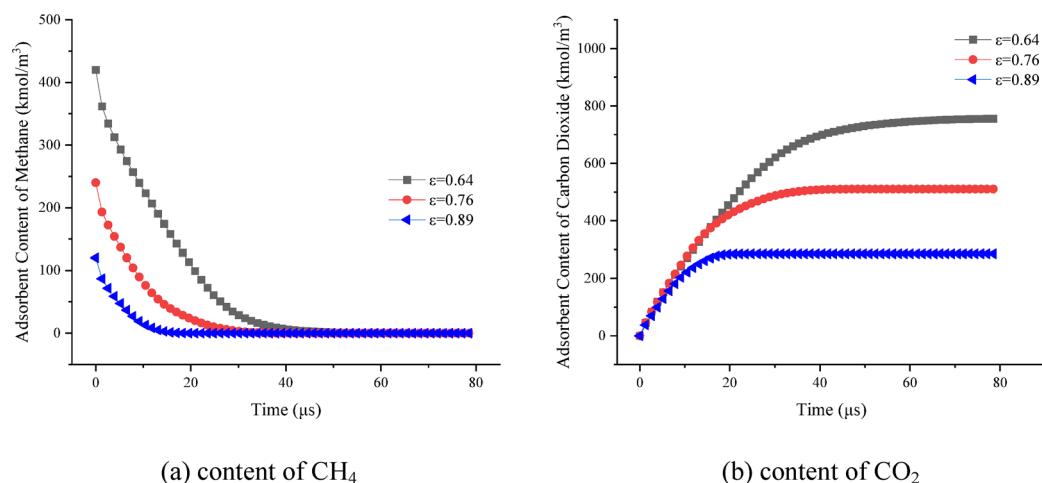 500
400
300
200
100
0
0
20
40
60
80
Adsorbent Content of Methane (kmol/m³)
Time (μs)
ε=0.64
ε=0.76
ε=0.89
(a) content of CH₄
1000
800
600
400
200
0
0
20
40
60
80
Adsorbent Content of Carbon Dioxide (kmol/m³)
Time (μs)
ε=0.64
ε=0.76
ε=0.89
(b) content of CO₂